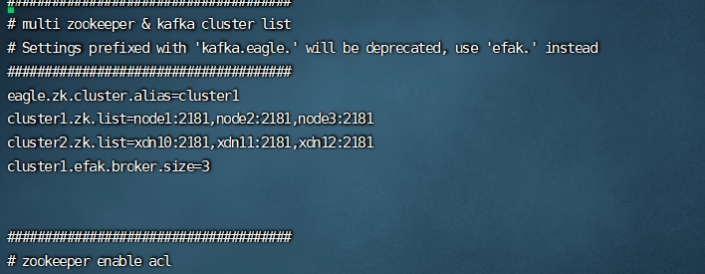 ######################################
# multi zookeeper & kafka cluster list
# Settings prefixed with 'kafka.eagle.' will be deprecated, use 'efak.' instead
######################################
eagle.zk.cluster.alias=cluster1
cluster1.zk.list=node1:2181,node2:2181,node3:2181
cluster2.zk.list=xdn10:2181,xdn11:2181,xdn12:2181
cluster1.efak.broker.size=3
######################################
# zookeeper enable acl